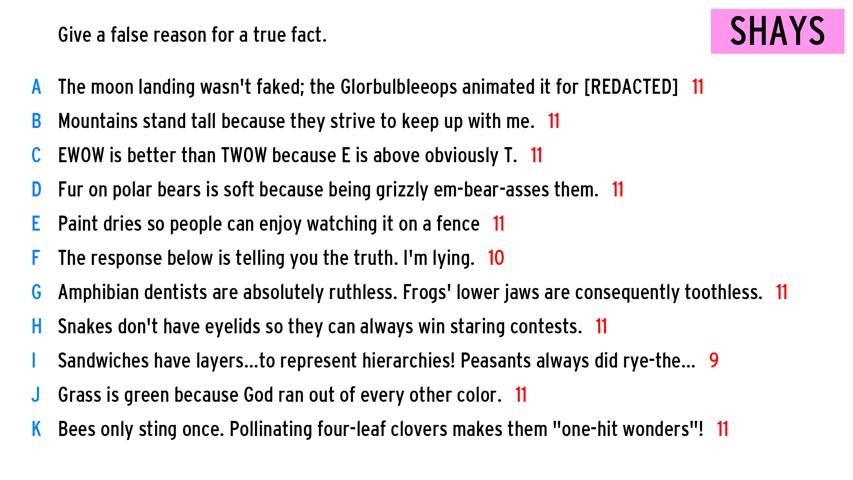 Give a false reason for a true fact.
SHAYS
A The moon landing wasn't faked; the Glorbulbleeops animated it for [REDACTED] 11
B Mountains stand tall because they strive to keep up with me. 11
C EWOW is better than TWOW because E is above obviously T. 11
D Fur on polar bears is soft because being grizzly em-bear-asses them. 11
E Paint dries so people can enjoy watching it on a fence 11
F The response below is telling you the truth. I'm lying. 10
G Amphibian dentists are absolutely ruthless. Frogs' lower jaws are consequently toothless. 11
H Snakes don't have eyelids so they can always win staring contests. 11
I Sandwiches have layers...to represent hierarchies! Peasants always did rye-the... 9
J Grass is green because God ran out of every other color. 11
K Bees only sting once. Pollinating four-leaf clovers makes them "one-hit wonders"! 11